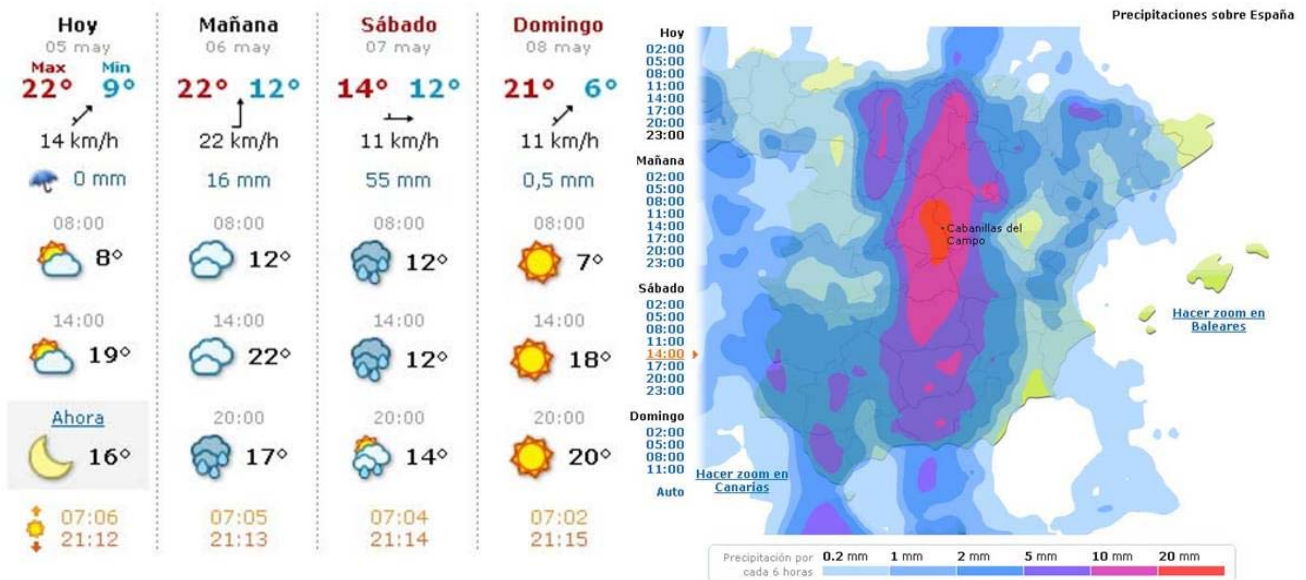 Hoy
05 may
Max Min
22° 9°
14 km/h
0 mm
08:00
8°
14:00
19°
Ahora
16°
07:06
21:12
Mañana
06 may
22° 12°
22 km/h
16 mm
08:00
12°
14:00
22°
20:00
17°
07:05
21:13
Sábado
07 may
14° 12°
11 km/h
55 mm
08:00
12°
14:00
12°
20:00
14°
07:04
21:14
Domingo
08 may
21° 6°
11 km/h
0,5 mm
08:00
7°
14:00
18°
20:00
20°
07:02
21:15
Precipitaciones sobre España
Hoy
02:00
05:00
08:00
11:00
14:00
17:00
20:00
23:00
Mañana
02:00
05:00
08:00
11:00
14:00
17:00
20:00
23:00
Sábado
02:00
05:00
08:00
11:00
14:00
17:00
20:00
23:00
Domingo
02:00
05:00
08:00
11:00
Auto
Cabanillas del
Campo
Hacer zoom en
Baleares
Hacer zoom en
Canarias
Precipitación por
cada 6 horas
0.2 mm 1 mm 2 mm 5 mm 10 mm 20 mm